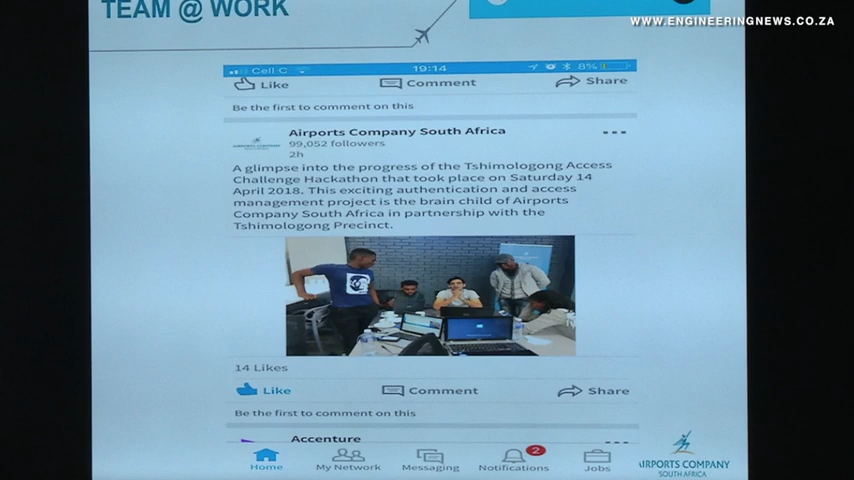 TEAM @ WORK
WWW.ENGINEERINGNEWS.CO.ZA
Cell C 19:14 8%
Like Comment Share
Be the first to comment on this
Airports Company South Africa
99,052 followers
2h
A glimpse into the progress of the Tshimologong Access
Challenge Hackathon that took place on Saturday 14
April 2018. This exciting authentication and access
management project is the brain child of Airports
Company South Africa in partnership with the
Tshimologong Precinct.
14 Likes
Like Comment Share
Be the first to comment on this
Accenture
2
Home My Network Messaging Notifications Jobs
AIRPORTS COMPANY
SOUTH AFRICA